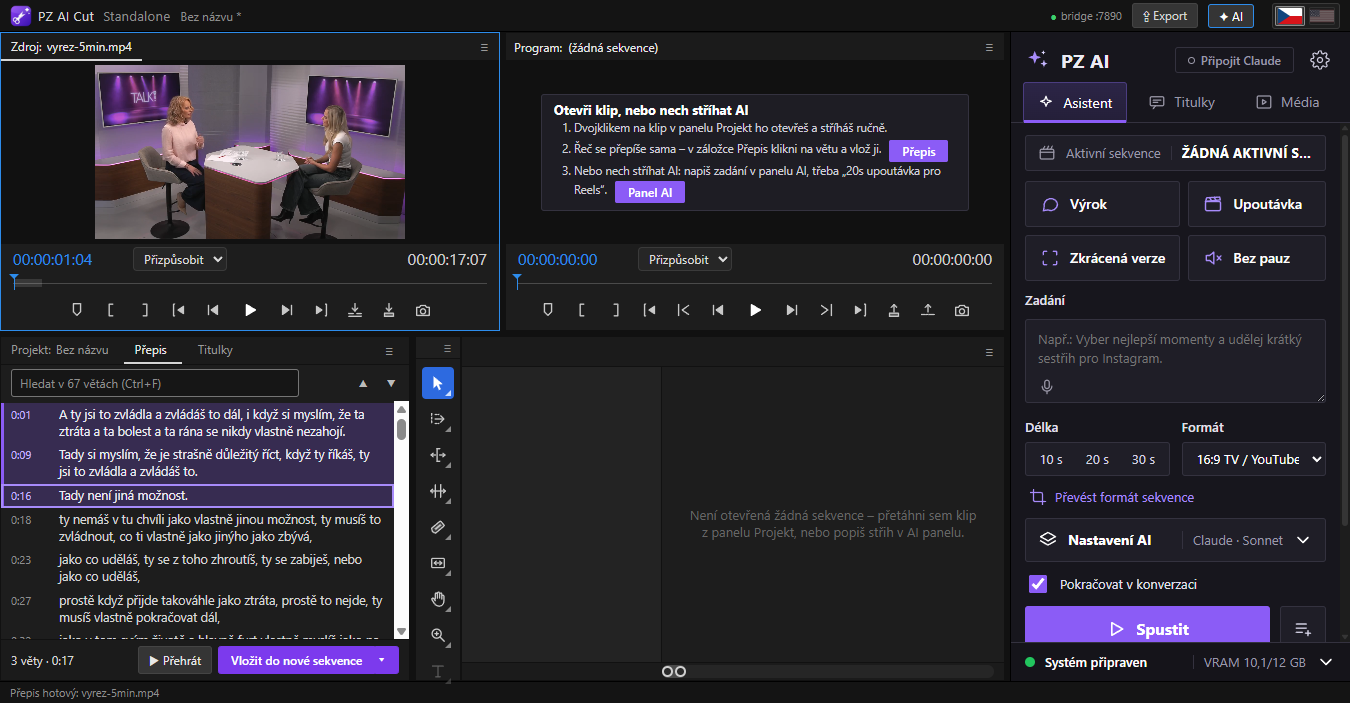 PZ AI Cut Standalone Bez názvu *
bridge :7890 Export AI
Zdroj: vyrez-5min.mp4
TALK!
00:00:01:04 Přizpůsobit 00:00:17:07
Program: (žádná sekvence)
Otevři klip, nebo nech stříhat AI
1. Dvojklikem na klip v panelu Projekt ho otevřeš a stříháš ručně.
2. Řeč se přepíše sama – v záložce Přepis klikni na větu a vlož ji. Přepis
3. Nebo nech stříhat AI: napiš zadání v panelu AI, třeba „20s upoutávka pro
Reels“. Panel AI
00:00:00:00 Přizpůsobit 00:00:00:00
Projekt: Bez názvu Přepis Titulky
Hledat v 67 větách (Ctrl+F)
0:01 A ty jsi to zvládla a zvládáš to dál, i když si myslím, že ta
ztráta a ta bolest a ta rána se nikdy vlastně nezahojí.
0:09 Tady si myslím, že je strašně důležitý říct, když ty říkáš, ty
jsi to zvládla a zvládáš to.
0:16 Tady není jiná možnost.
0:18 ty nemáš v tu chvíli jako vlastně jinou možnost, ty musíš to
zvládnout, co ti vlastně jako jinýho jako zbývá,
0:23 jako co uděláš, ty se z toho zhroutíš, ty se zabiješ, nebo
jako co uděláš,
0:27 prostě když přijde takováhle jako ztráta, prostě to nejde, ty
musíš vlastně pokračovat dál,
3 věty · 0:17 Přehrát Vložit do nové sekvence
Není otevřená žádná sekvence – přetáhni sem klip
z panelu Projekt, nebo popiš střih v AI panelu.
PZ AI Připojit Claude
Asistent Titulky Média
Aktivní sekvence ŽÁDNÁ AKTIVNÍ S...
Výrok Upoutávka
Zkrácená verze Bez pauz
Zadání
Např.: Vyber nejlepší momenty a udělej krátký
sestřih pro Instagram.
Délka Formát
10 s 20 s 30 s 16:9 TV / YouTube
Převést formát sekvence
Nastavení AI Claude · Sonnet
Pokračovat v konverzaci
Spustit
Systém připraven VRAM 10,1/12 GB
Přepis hotový: vyrez-5min.mp4